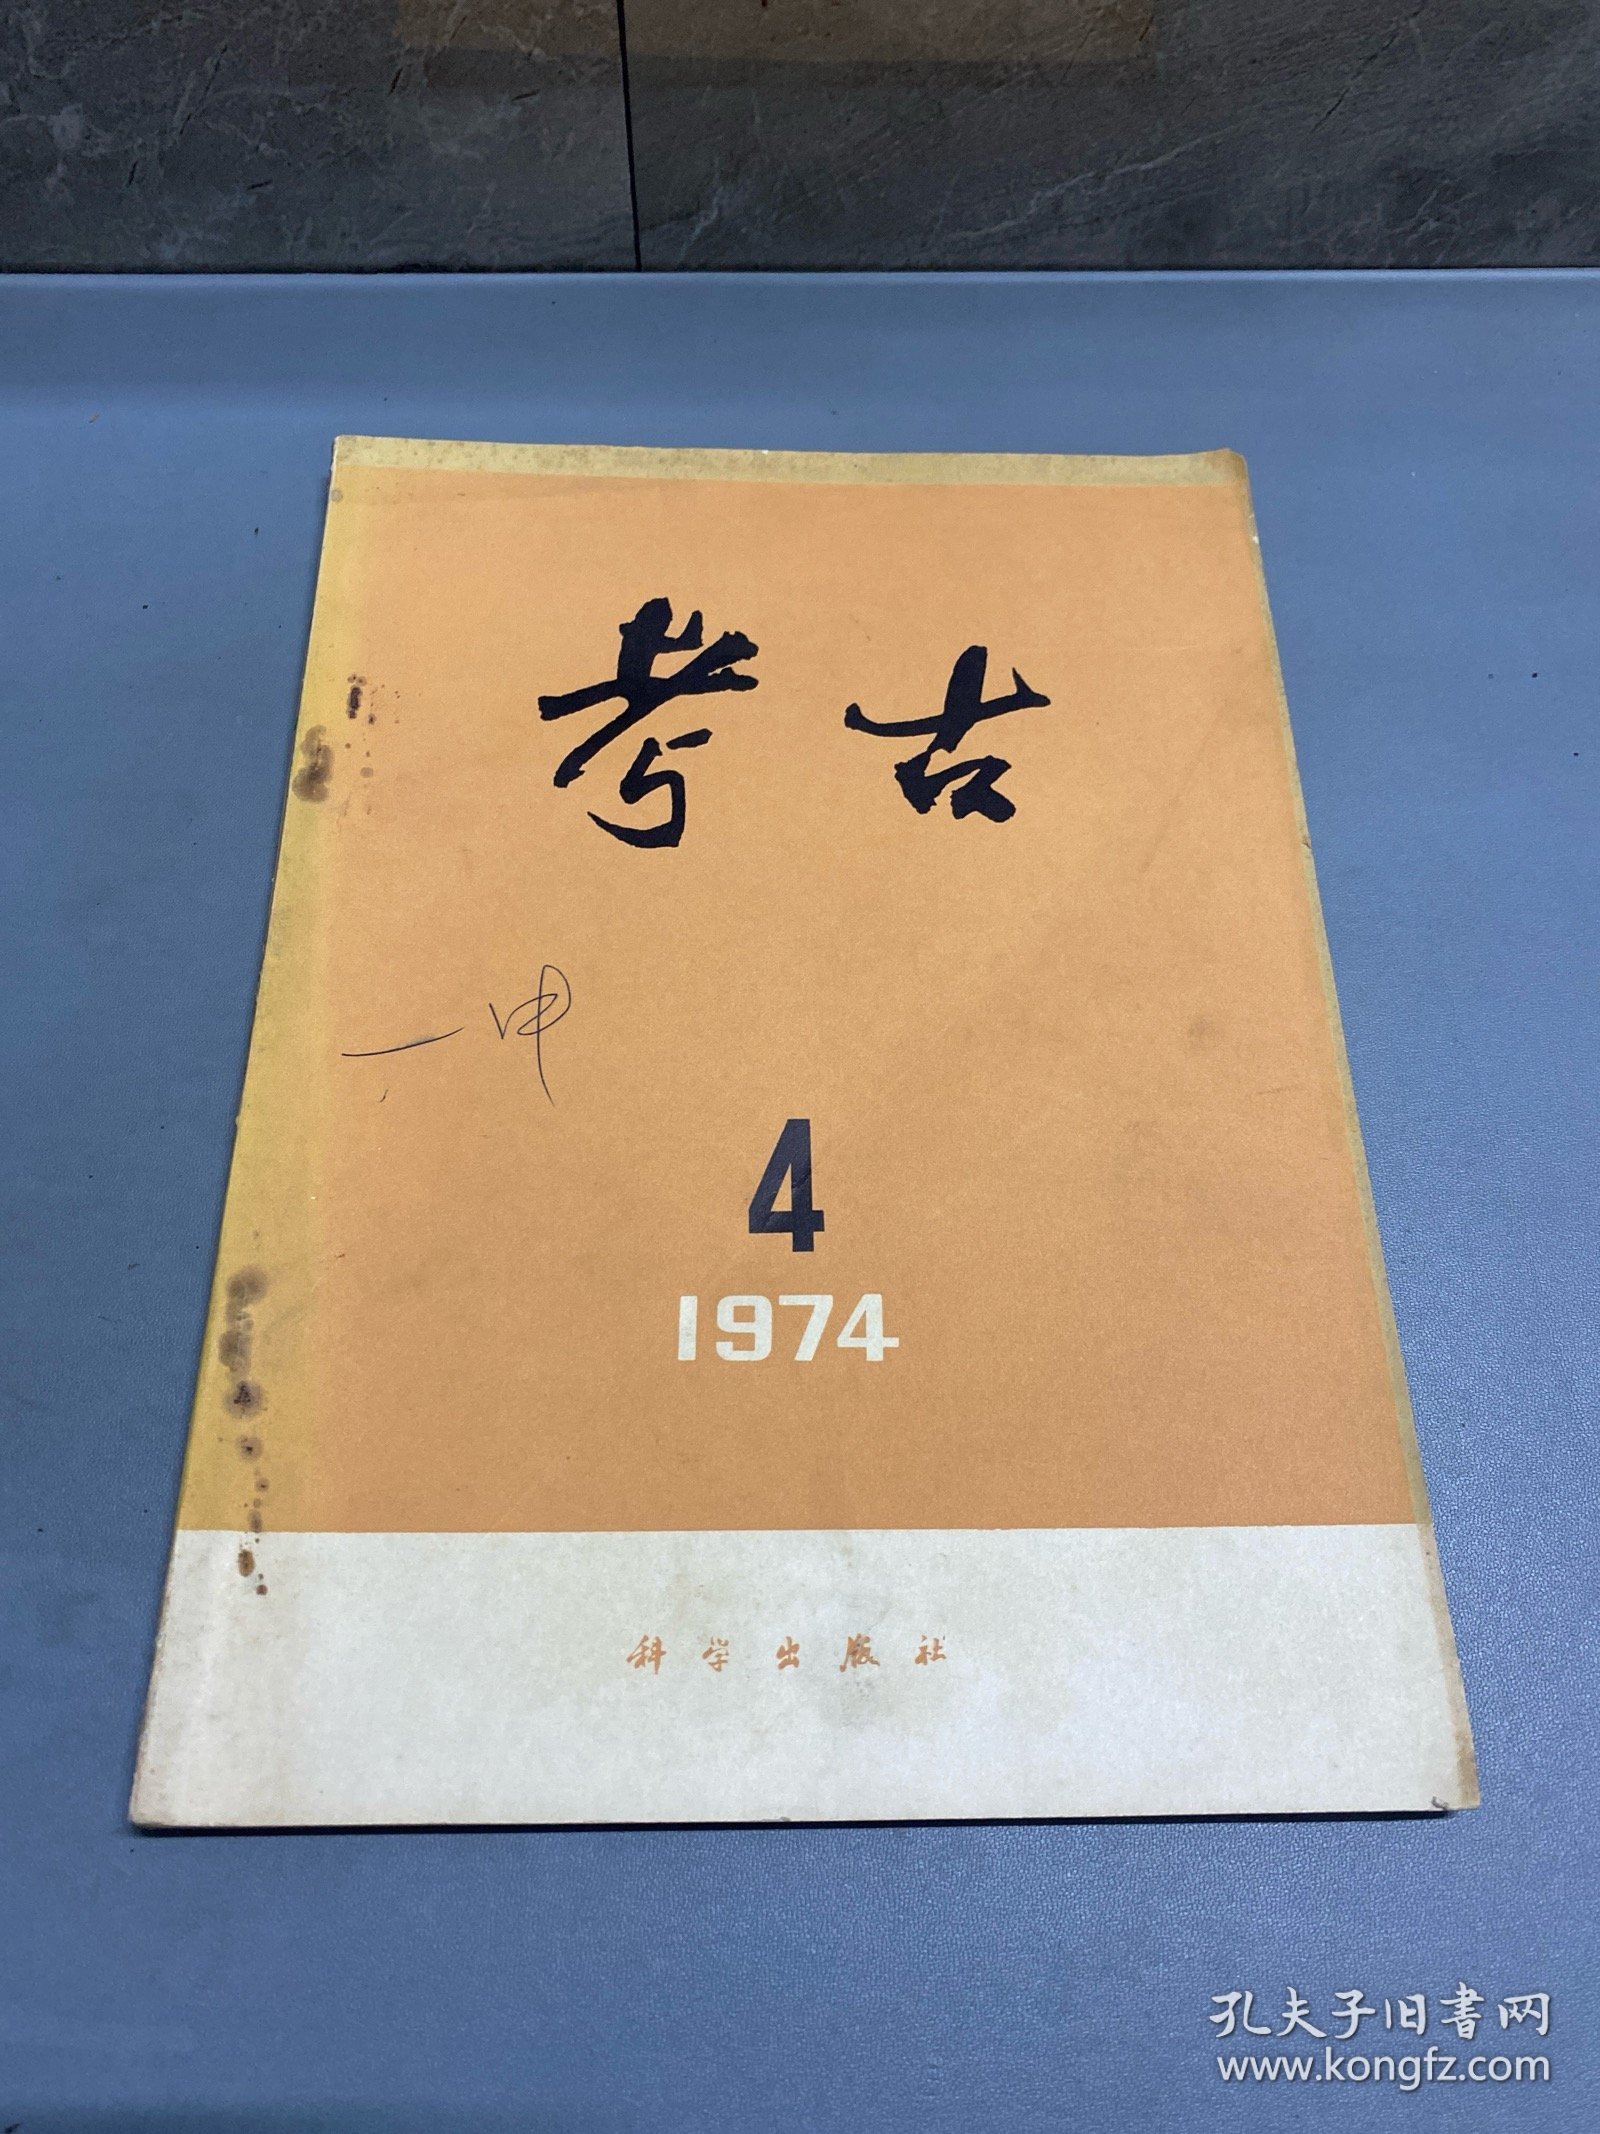 考古
一中
4
1974
科学出版社
孔夫子旧书网
www.kongfz.com